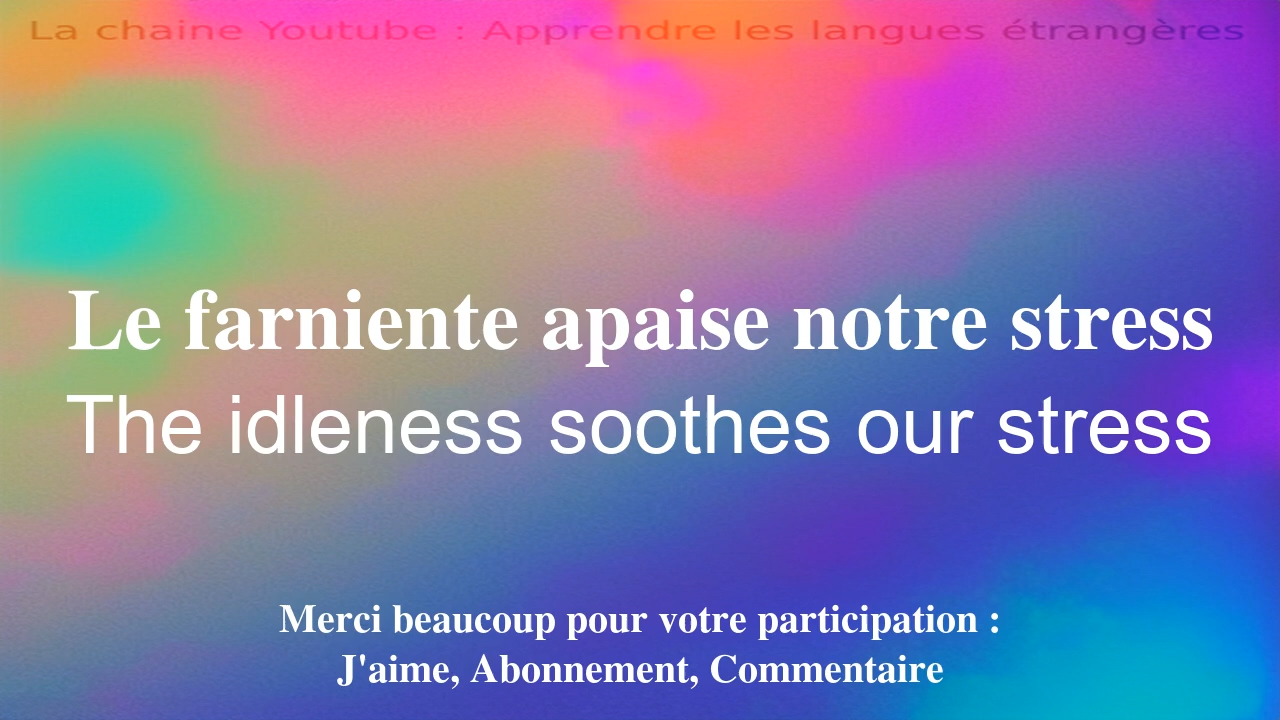 La chaine Youtube : Apprendre les langues étrangères
Le farniente apaise notre stress
The idleness soothes our stress
Merci beaucoup pour votre participation :
J'aime, Abonnement, Commentaire